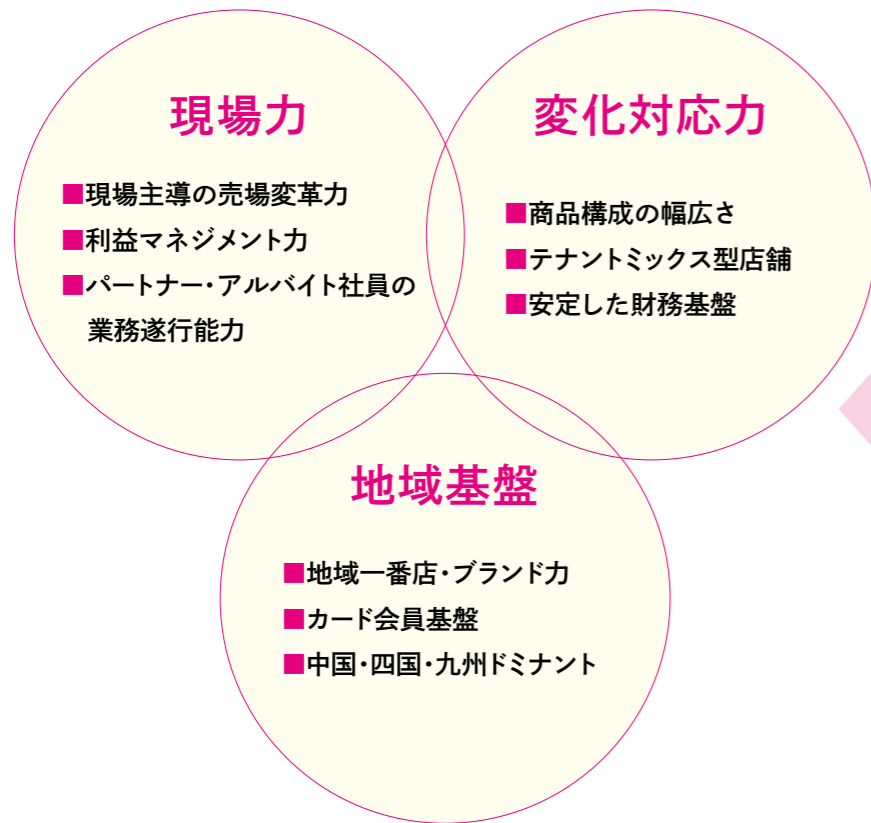 現場力
■現場主導の売場変革力
■利益マネジメント力
■パートナー・アルバイト社員の
業務遂行能力
変化対応力
■商品構成の幅広さ
■テナントミックス型店舗
■安定した財務基盤
地域基盤
■地域一番店・ブランド力
■カード会員基盤
■中国・四国・九州ドミナント